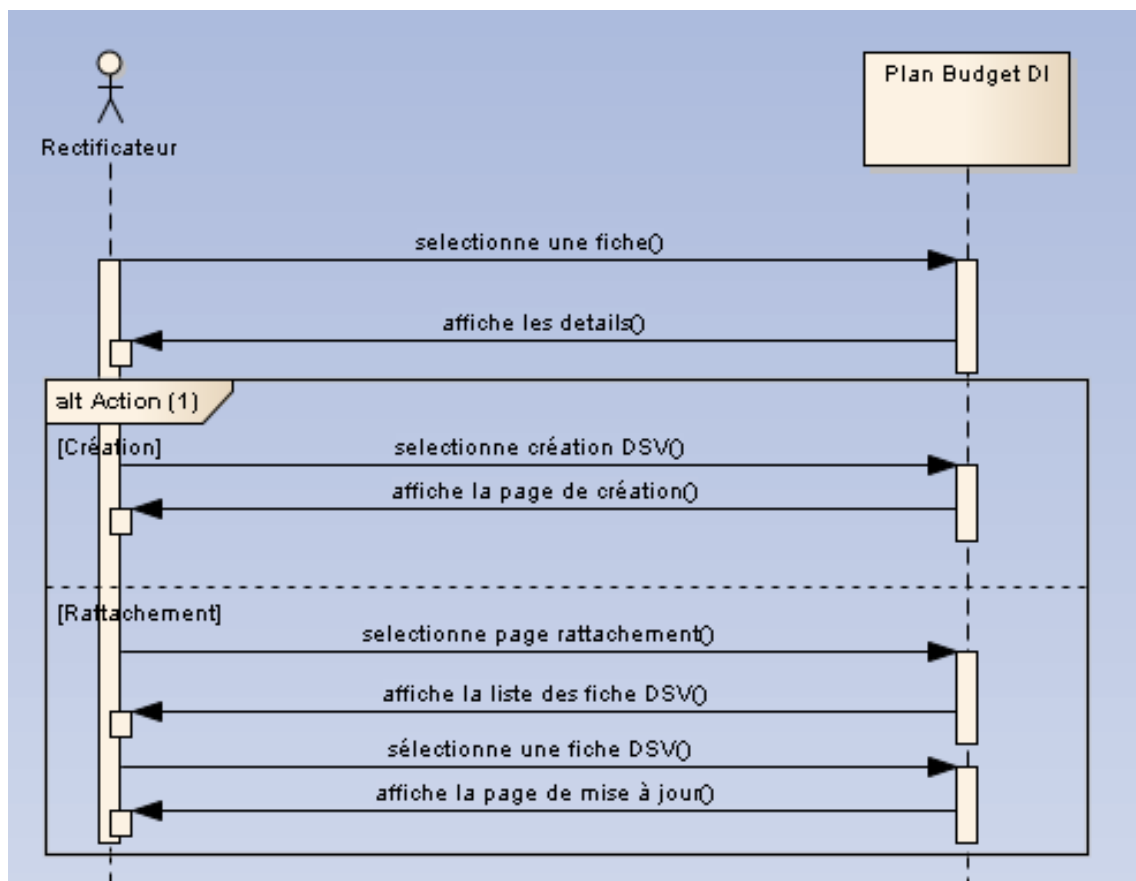 Rectificateur
Plan Budget DI
selectionne une fiche()
affiche les details()
alt Action (1)
[Création]
selectionne création DSV()
affiche la page de création()
[Rattachement]
selectionne page rattachement()
affiche la liste des fiche DSV()
sélectionne une fiche DSV()
affiche la page de mise à jour()